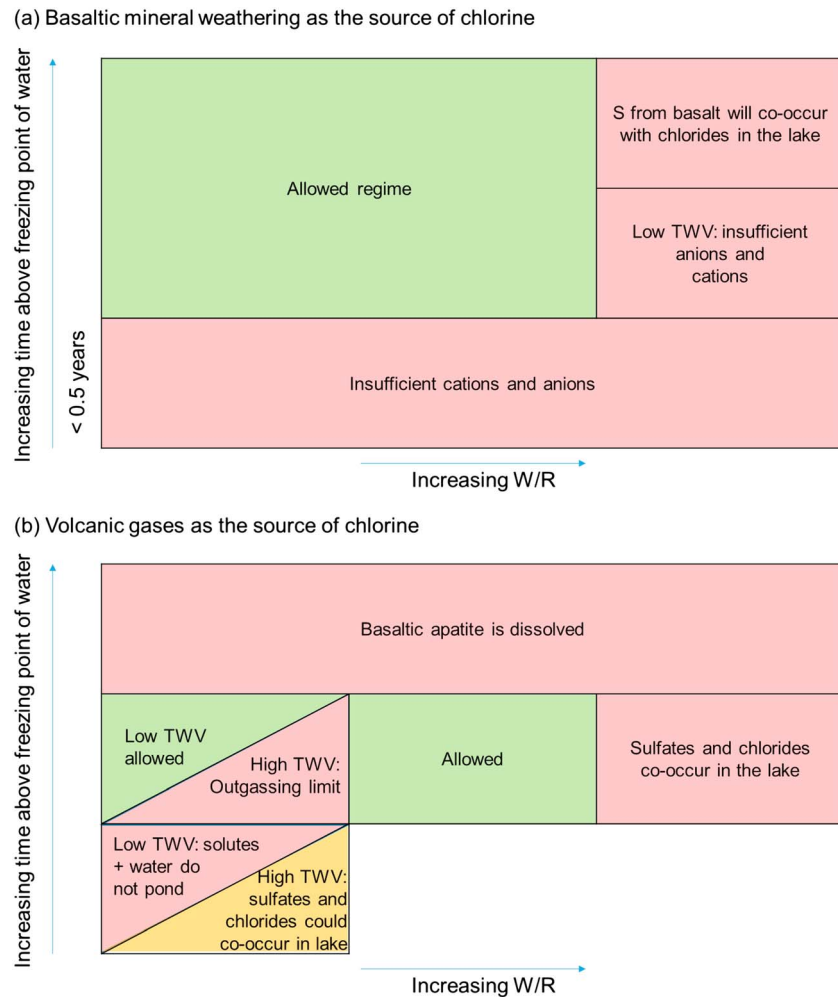 (a) Basaltic mineral weathering as the source of chlorine
Increasing time above freezing point of water
< 0.5 years
Allowed regime
S from basalt will co-occur
with chlorides in the lake
Low TWV: insufficient
anions and
cations
Insufficient cations and anions
Increasing W/R
(b) Volcanic gases as the source of chlorine
Increasing time above freezing point of water
Basaltic apatite is dissolved
Low TWV
allowed
High TWV:
Outgassing limit
Allowed
Sulfates and chlorides
co-occur in the lake
Low TWV: solutes
+ water do
not pond
High TWV:
sulfates and
chlorides could
co-occur in lake
Increasing W/R